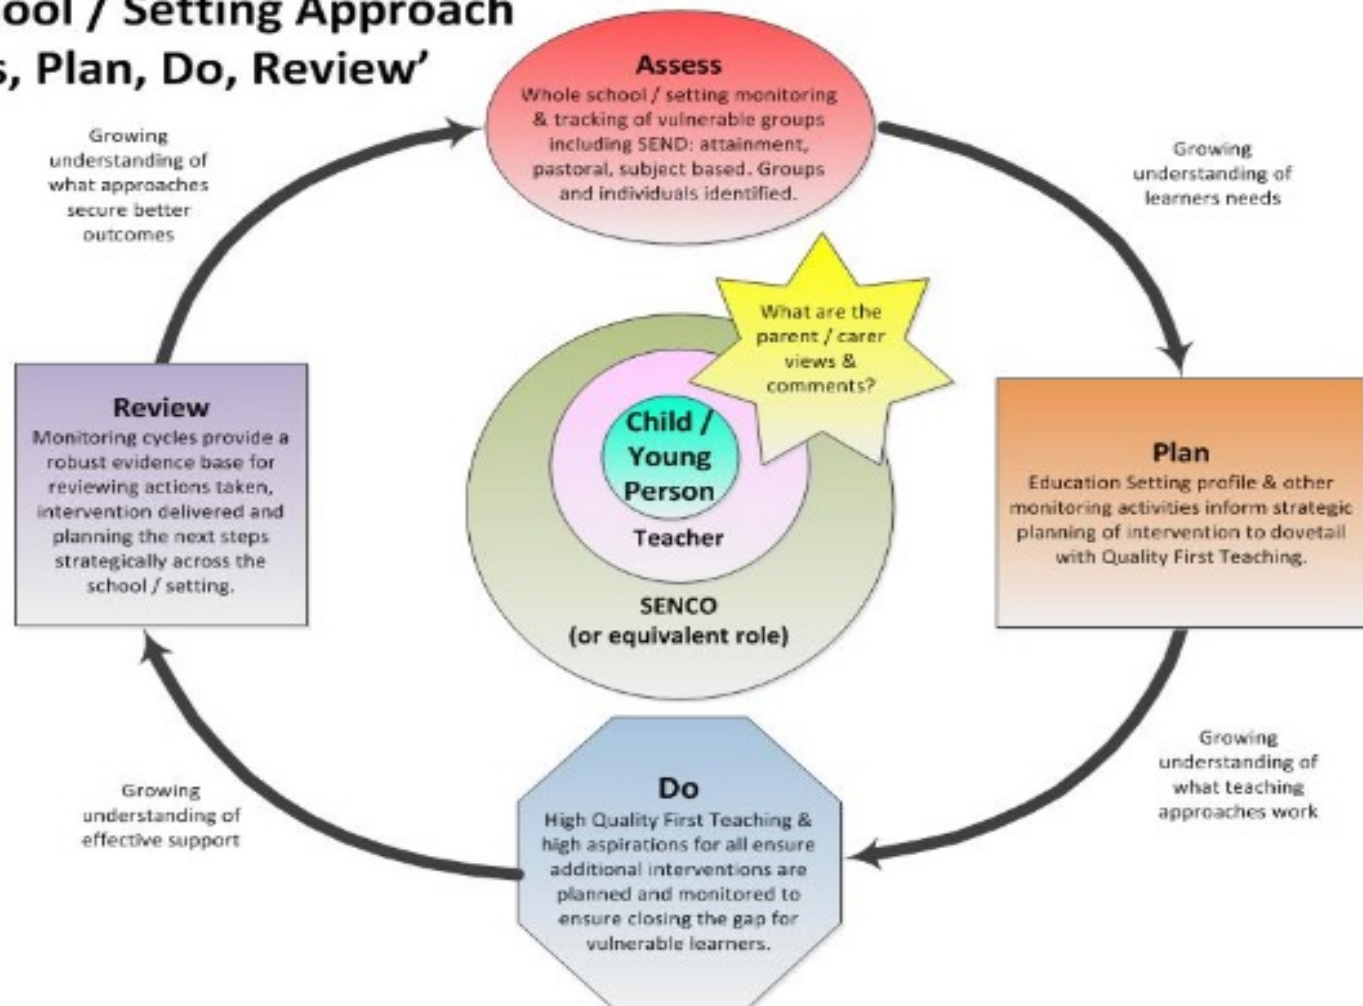 ool / Setting Approach
s, Plan, Do, Review’
Assess
Whole school / setting monitoring
& tracking of vulnerable groups
including SEND: attainment,
pastoral, subject based. Groups
and individuals identified.
Growing
understanding of
what approaches
secure better
outcomes
Growing
understanding of
learners needs
What are the
parent / carer
views &
comments?
Review
Monitoring cycles provide a
robust evidence base for
reviewing actions taken,
intervention delivered and
planning the next steps
strategically across the
school / setting.
Child /
Young
Person
Teacher
SENCO
(or equivalent role)
Plan
Education Setting profile & other
monitoring activities inform strategic
planning of intervention to dovetail
with Quality First Teaching.
Growing
understanding of
effective support
Do
High Quality First Teaching &
high aspirations for all ensure
additional interventions are
planned and monitored to
ensure closing the gap for
vulnerable learners.
Growing
understanding of
what teaching
approaches work